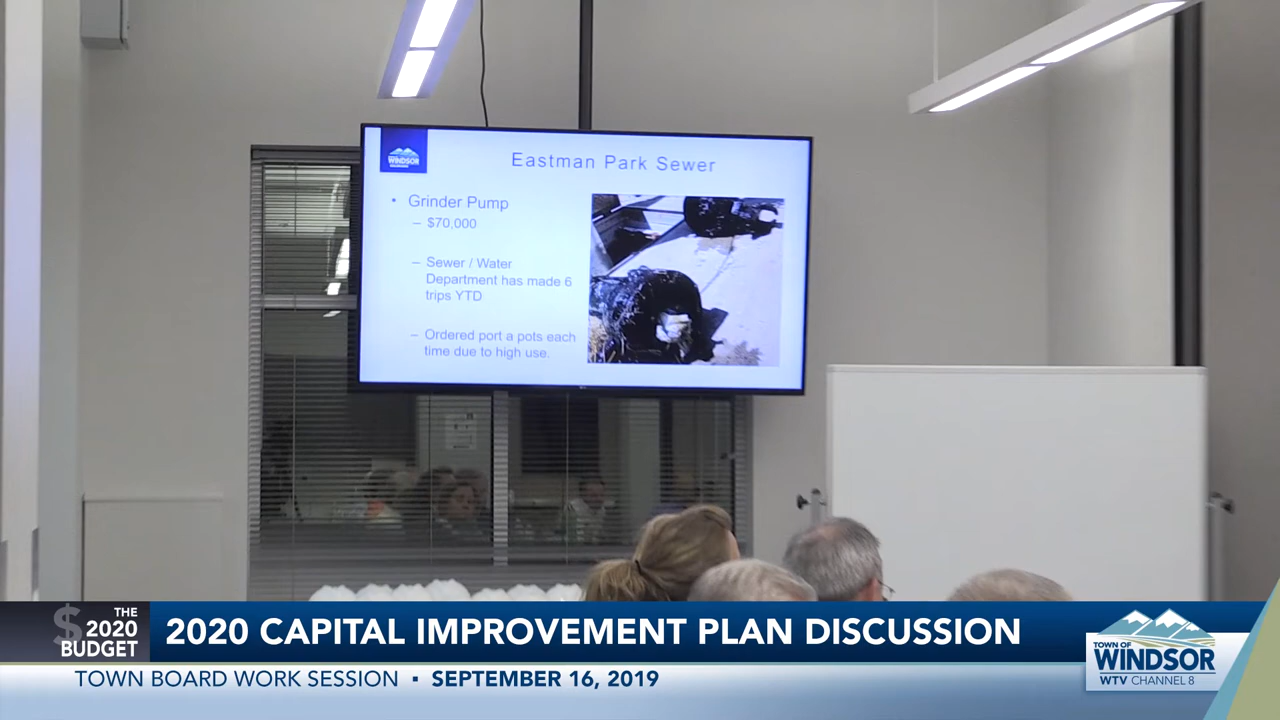 WINDSOR
Eastman Park Sewer
• Grinder Pump
– $70,000
– Sewer / Water
Department has made 6
trips YTD
– Ordered port a pots each
time due to high use.
$ THE
2020
BUDGET
2020 CAPITAL IMPROVEMENT PLAN DISCUSSION
TOWN BOARD WORK SESSION ▪ SEPTEMBER 16, 2019
TOWN OF
WINDSOR
WTV CHANNEL 8